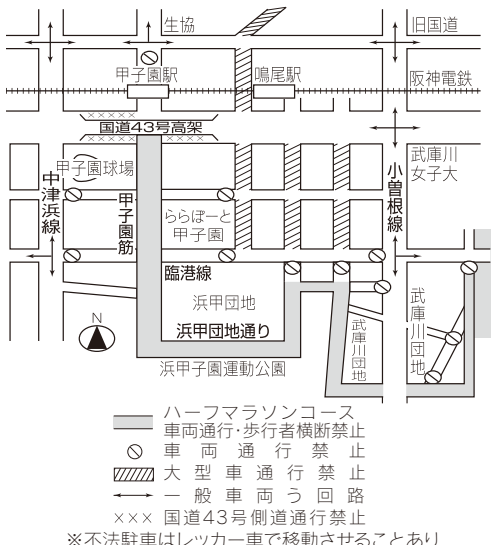 生協
旧国道
甲子園駅
鳴尾駅
阪神電鉄
国道43号高架
甲子園球場
武庫川
女子大
中津浜線
甲子園筋
ららぽーと
甲子園
小曽根線
臨港線
浜甲団地
武庫川団地
浜甲団地通り
武庫川団地
N
浜甲子園運動公園
ハーフマラソンコース
車両通行・歩行者横断禁止
車両通行禁止
大型車通行禁止
一般車両う回路
××× 国道43号側道通行禁止
※不法駐車はレッカー車で移動させることあり